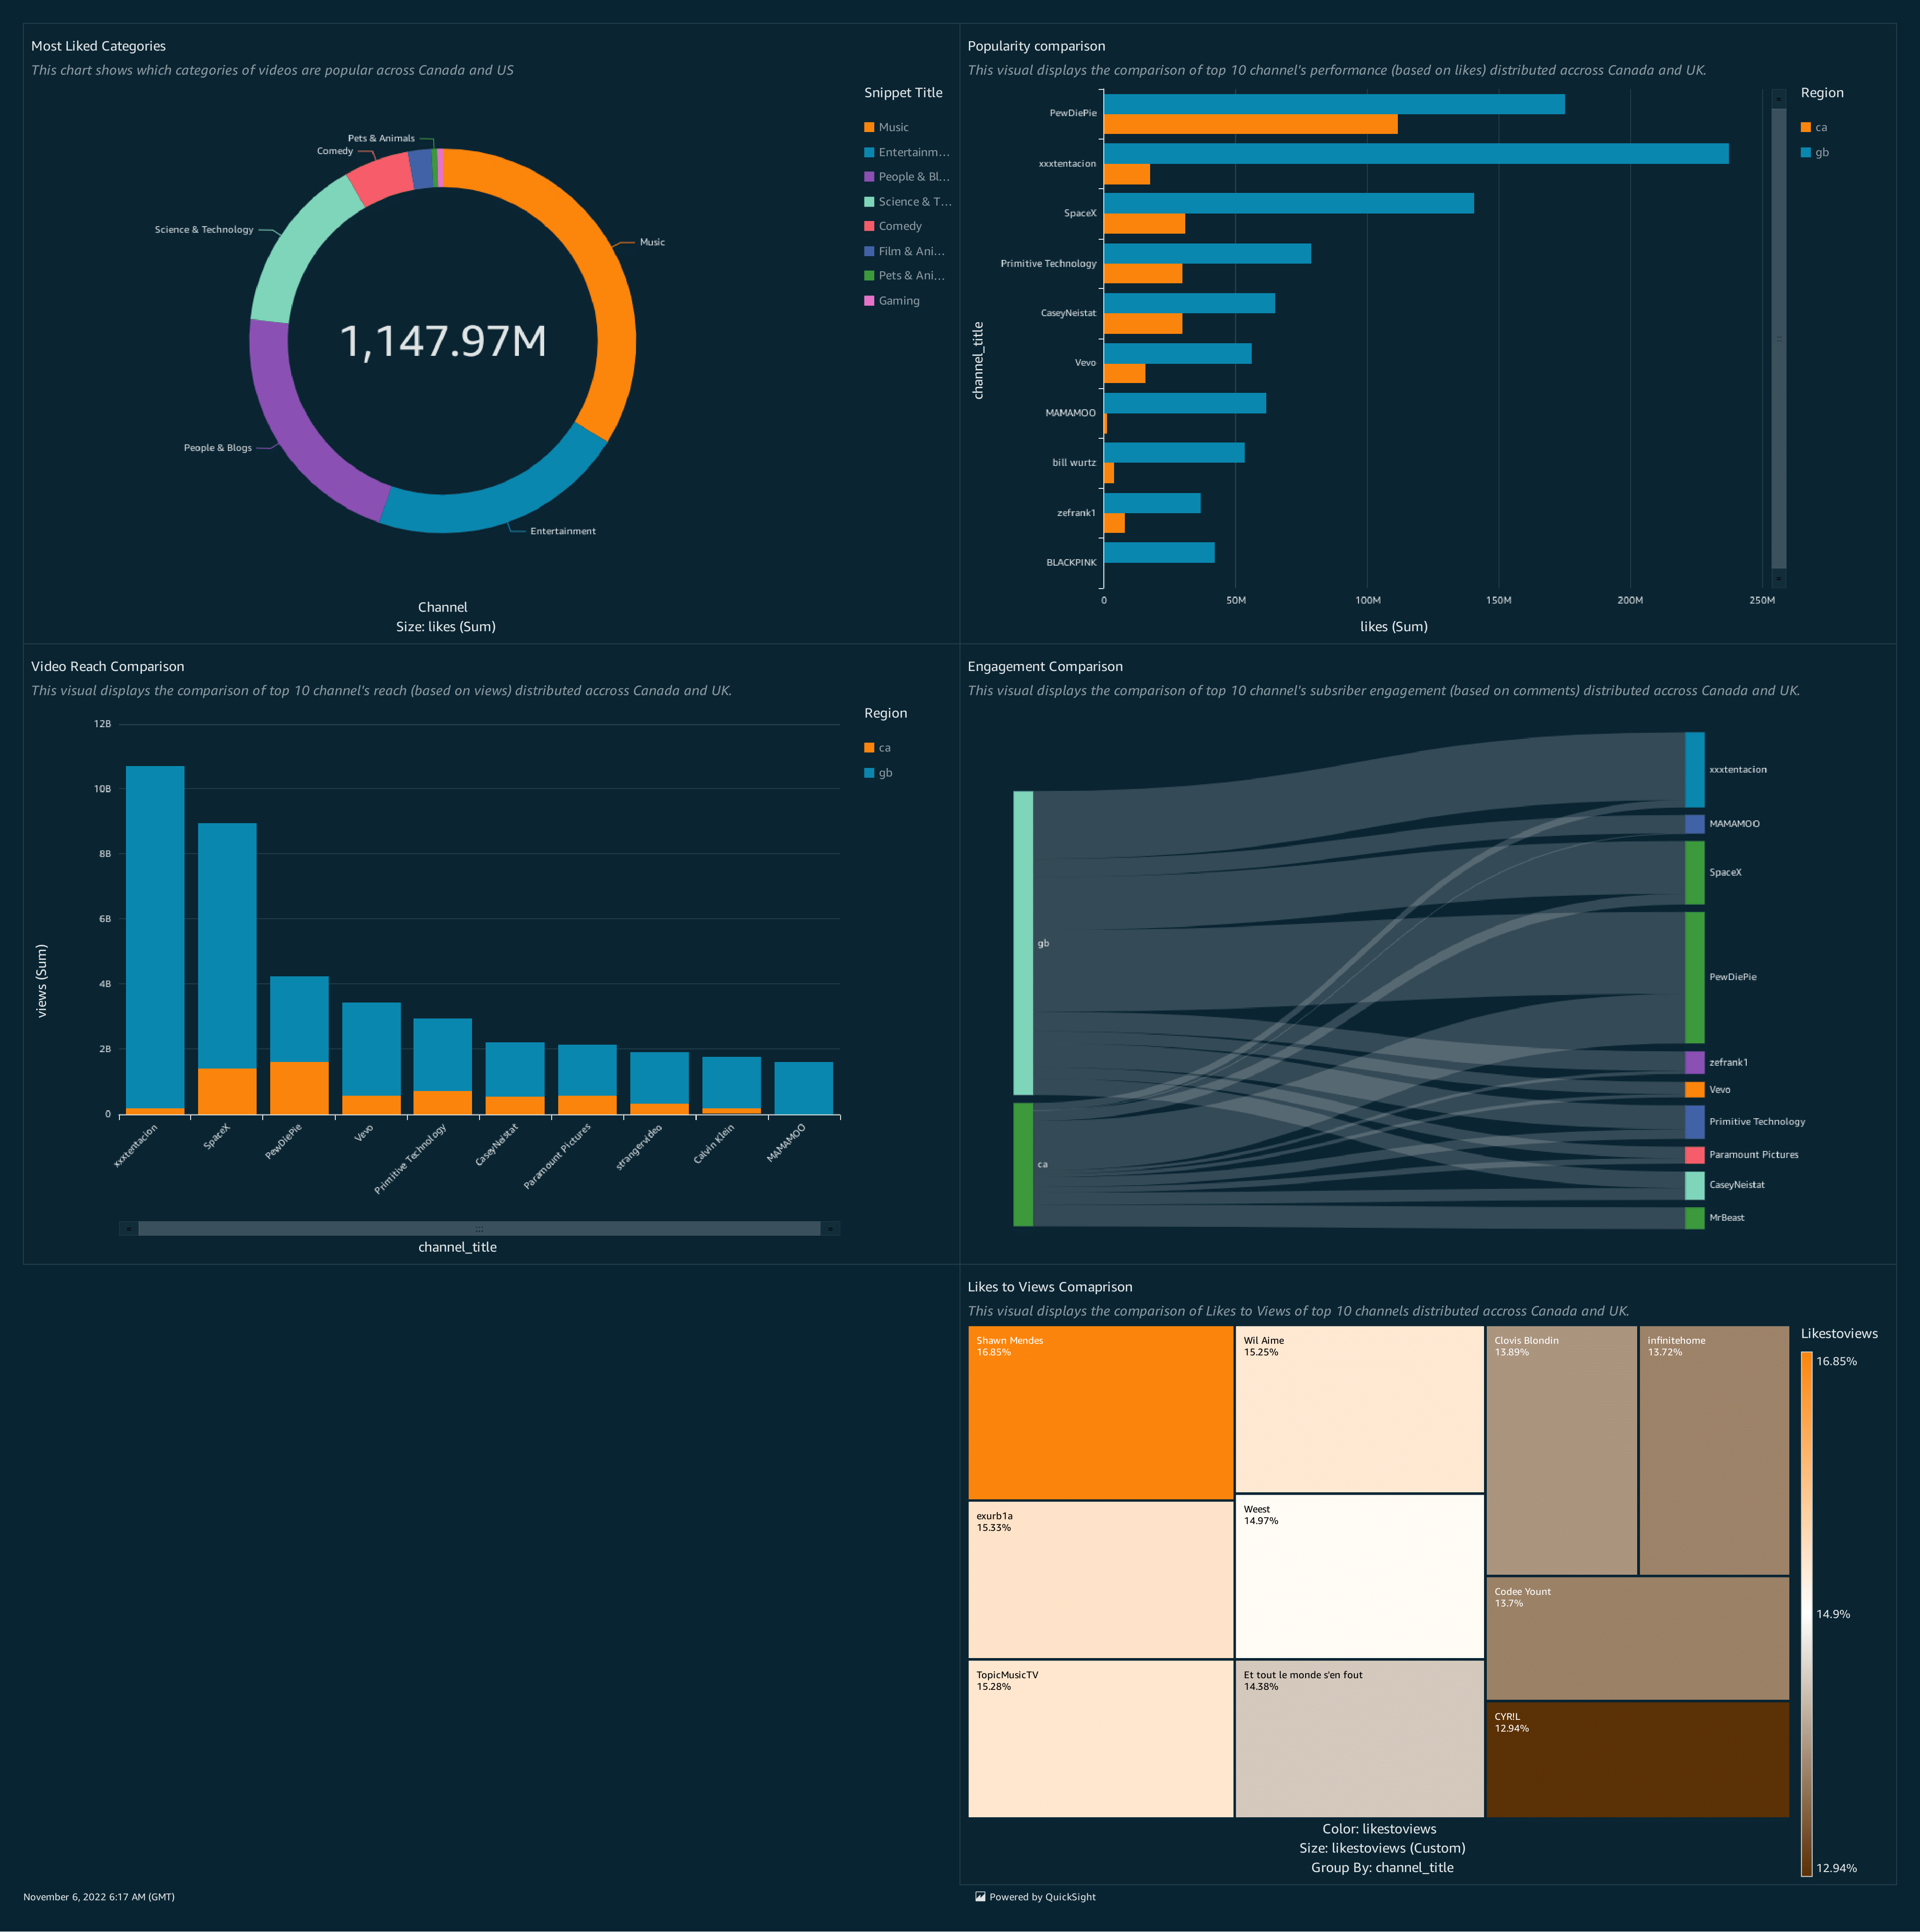 Most Liked Categories
This chart shows which categories of videos are popular across Canada and US
Snippet Title
Music
Entertainm...
People & Bl...
Science & T...
Comedy
Film & Ani...
Pets & Ani...
Gaming
Pets & Animals
Comedy
Science & Technology
Music
1,147.97M
People & Blogs
Entertainment
Channel
Size: likes (Sum)
Popularity comparison
This visual displays the comparison of top 10 channel's performance (based on likes) distributed accross Canada and UK.
Region
ca
gb
channel_title
PewDiePie
xxxtentacion
SpaceX
Primitive Technology
CaseyNeistat
Vevo
MAMAMOO
bill wurtz
zefrank1
BLACKPINK
0 50M 100M 150M 200M 250M
likes (Sum)
Video Reach Comparison
This visual displays the comparison of top 10 channel's reach (based on views) distributed accross Canada and UK.
Region
ca
gb
views (Sum)
12B
10B
8B
6B
4B
2B
0
xxxtentacion
SpaceX
PewDiePie
Vevo
Primitive Technology
CaseyNeistat
Paramount Pictures
strangervideo
Calvin Klein
MAMAMOO
channel_title
Engagement Comparison
This visual displays the comparison of top 10 channel's subsriber engagement (based on comments) distributed accross Canada and UK.
gb
ca
xxxtentacion
MAMAMOO
SpaceX
PewDiePie
zefrank1
Vevo
Primitive Technology
Paramount Pictures
CaseyNeistat
MrBeast
Likes to Views Comaprison
This visual displays the comparison of Likes to Views of top 10 channels distributed accross Canada and UK.
Shawn Mendes
16.85%
exurb1a
15.33%
TopicMusicTV
15.28%
Wil Aime
15.25%
Weest
14.97%
Et tout le monde s'en fout
14.38%
Clovis Blondin
13.89%
infinitehome
13.72%
Codee Yount
13.7%
CYR!L
12.94%
Likestoviews
16.85%
14.9%
12.94%
Color: likestoviews
Size: likestoviews (Custom)
Group By: channel_title
November 6, 2022 6:17 AM (GMT)
Powered by QuickSight